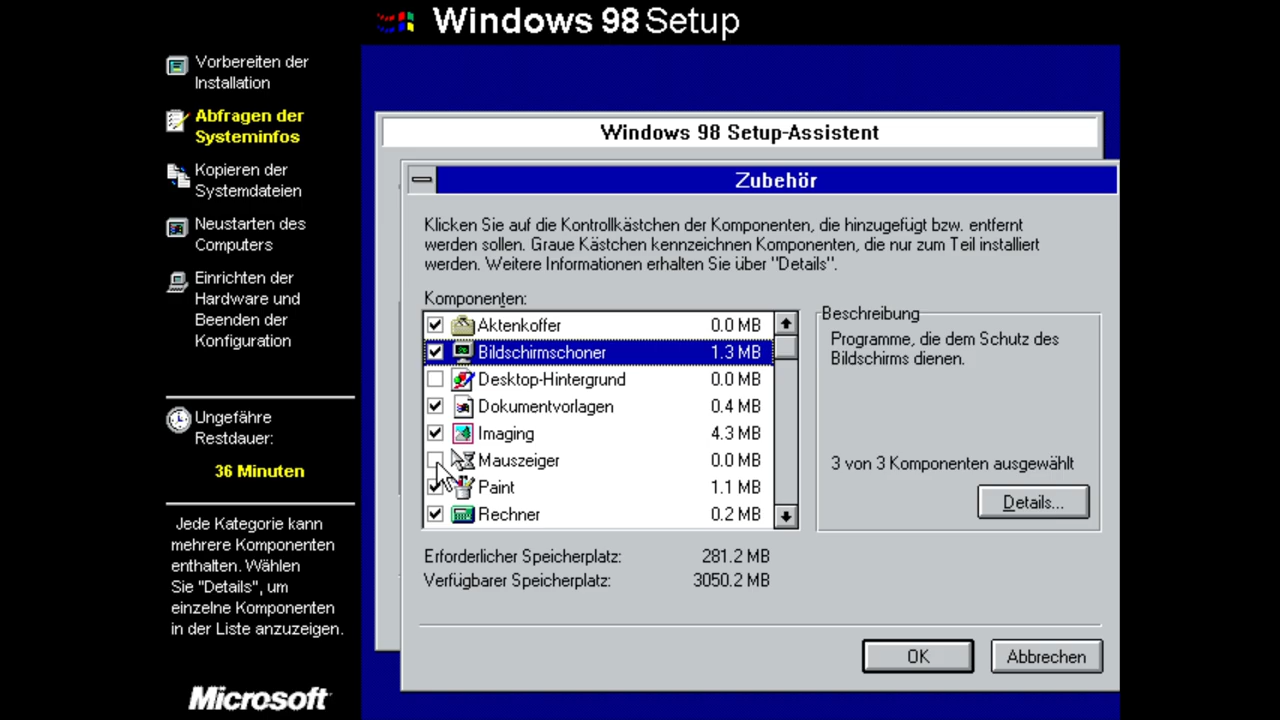 Windows 98 Setup
Vorbereiten der
Installation
Abfragen der
Systeminfos
Kopieren der
Systemdateien
Neustarten des
Computers
Einrichten der
Hardware und
Beenden der
Konfiguration
Ungefähre
Restdauer:
36 Minuten
Jede Kategorie kann
mehrere Komponenten
enthalten. Wählen
Sie "Details", um
einzelne Komponenten
in der Liste anzuzeigen.
Microsoft
Windows 98 Setup-Assistent
Zubehör
Klicken Sie auf die Kontrollkästchen der Komponenten, die hinzugefügt bzw. entfernt
werden sollen. Graue Kästchen kennzeichnen Komponenten, die nur zum Teil installiert
werden. Weitere Informationen erhalten Sie über "Details".
Komponenten:
Aktenkoffer 0.0 MB
Bildschirmschoner 1.3 MB
Desktop-Hintergrund 0.0 MB
Dokumentvorlagen 0.4 MB
Imaging 4.3 MB
Mauszeiger 0.0 MB
Paint 1.1 MB
Rechner 0.2 MB
Beschreibung
Programme, die dem Schutz des
Bildschirms dienen.
3 von 3 Komponenten ausgewählt
Details...
Erforderlicher Speicherplatz: 281.2 MB
Verfügbarer Speicherplatz: 3050.2 MB
OK
Abbrechen